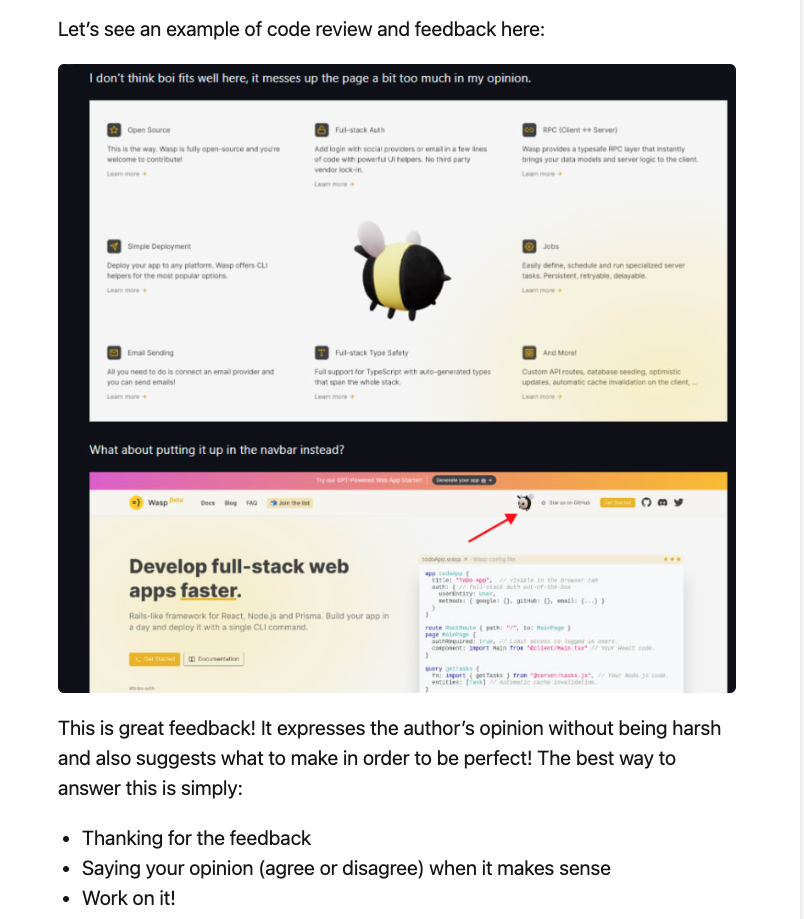 Let's see an example of code review and feedback here:
I don't think boi fits well here, it messes up the page a bit too much in my opinion.
Open Source
This is the way. Wasp is fully open-source and you're
welcome to contribute!
Learn more →
Full-stack Auth
Add login with social providers or email in a few lines
of code with powerful UI helpers. No third party
vendor lock-in.
Learn more →
RPC (Client ↔ Server)
Wasp provides a typesafe RPC layer that instantly
brings your data models and server logic to the client.
Learn more →
Simple Deployment
Deploy your app to any platform. Wasp offers CLI
helpers for the most popular options.
Learn more →
Jobs
Easily define, schedule and run specialized server
tasks. Persistent, retryable, delayable.
Learn more →
Email Sending
All you need to do is connect an email provider and
you can send emails!
Learn more →
Full-stack Type Safety
Full support for TypeScript with auto-generated types
that span the whole stack.
Learn more →
And More!
Custom API routes, database seeding, optimistic
updates, automatic cache invalidation on the client, ...
Learn more →
What about putting it up in the navbar instead?
Try our GPT-Powered Web App Starter! Generate your app →
=} Wasp Beta Docs Blog FAQ Join the list Star us on GitHub Get Started
Develop full-stack web
apps faster.
Rails-like framework for React, Node.js and Prisma. Build your app in
a day and deploy it with a single CLI command.
Get Started Documentation
Works with
todoApp.wasp × - Wasp config file
app todoApp {
title: "ToDo App", // visible in the browser tab
auth: { // full-stack auth out-of-the-box
userEntity: User,
methods: { google: {}, gitHub: {}, email: {...} }
}
}
route RootRoute { path: "/", to: MainPage }
page MainPage {
authRequired: true, // Limit access to logged in users.
component: import Main from "@client/Main.tsx" // Your React code.
}
query getTasks {
fn: import { getTasks } from "@server/tasks.js", // Your Node.js code.
entities: [Task] // Automatic cache invalidation.
}
This is great feedback! It expresses the author's opinion without being harsh
and also suggests what to make in order to be perfect! The best way to
answer this is simply:
• Thanking for the feedback
• Saying your opinion (agree or disagree) when it makes sense
• Work on it!